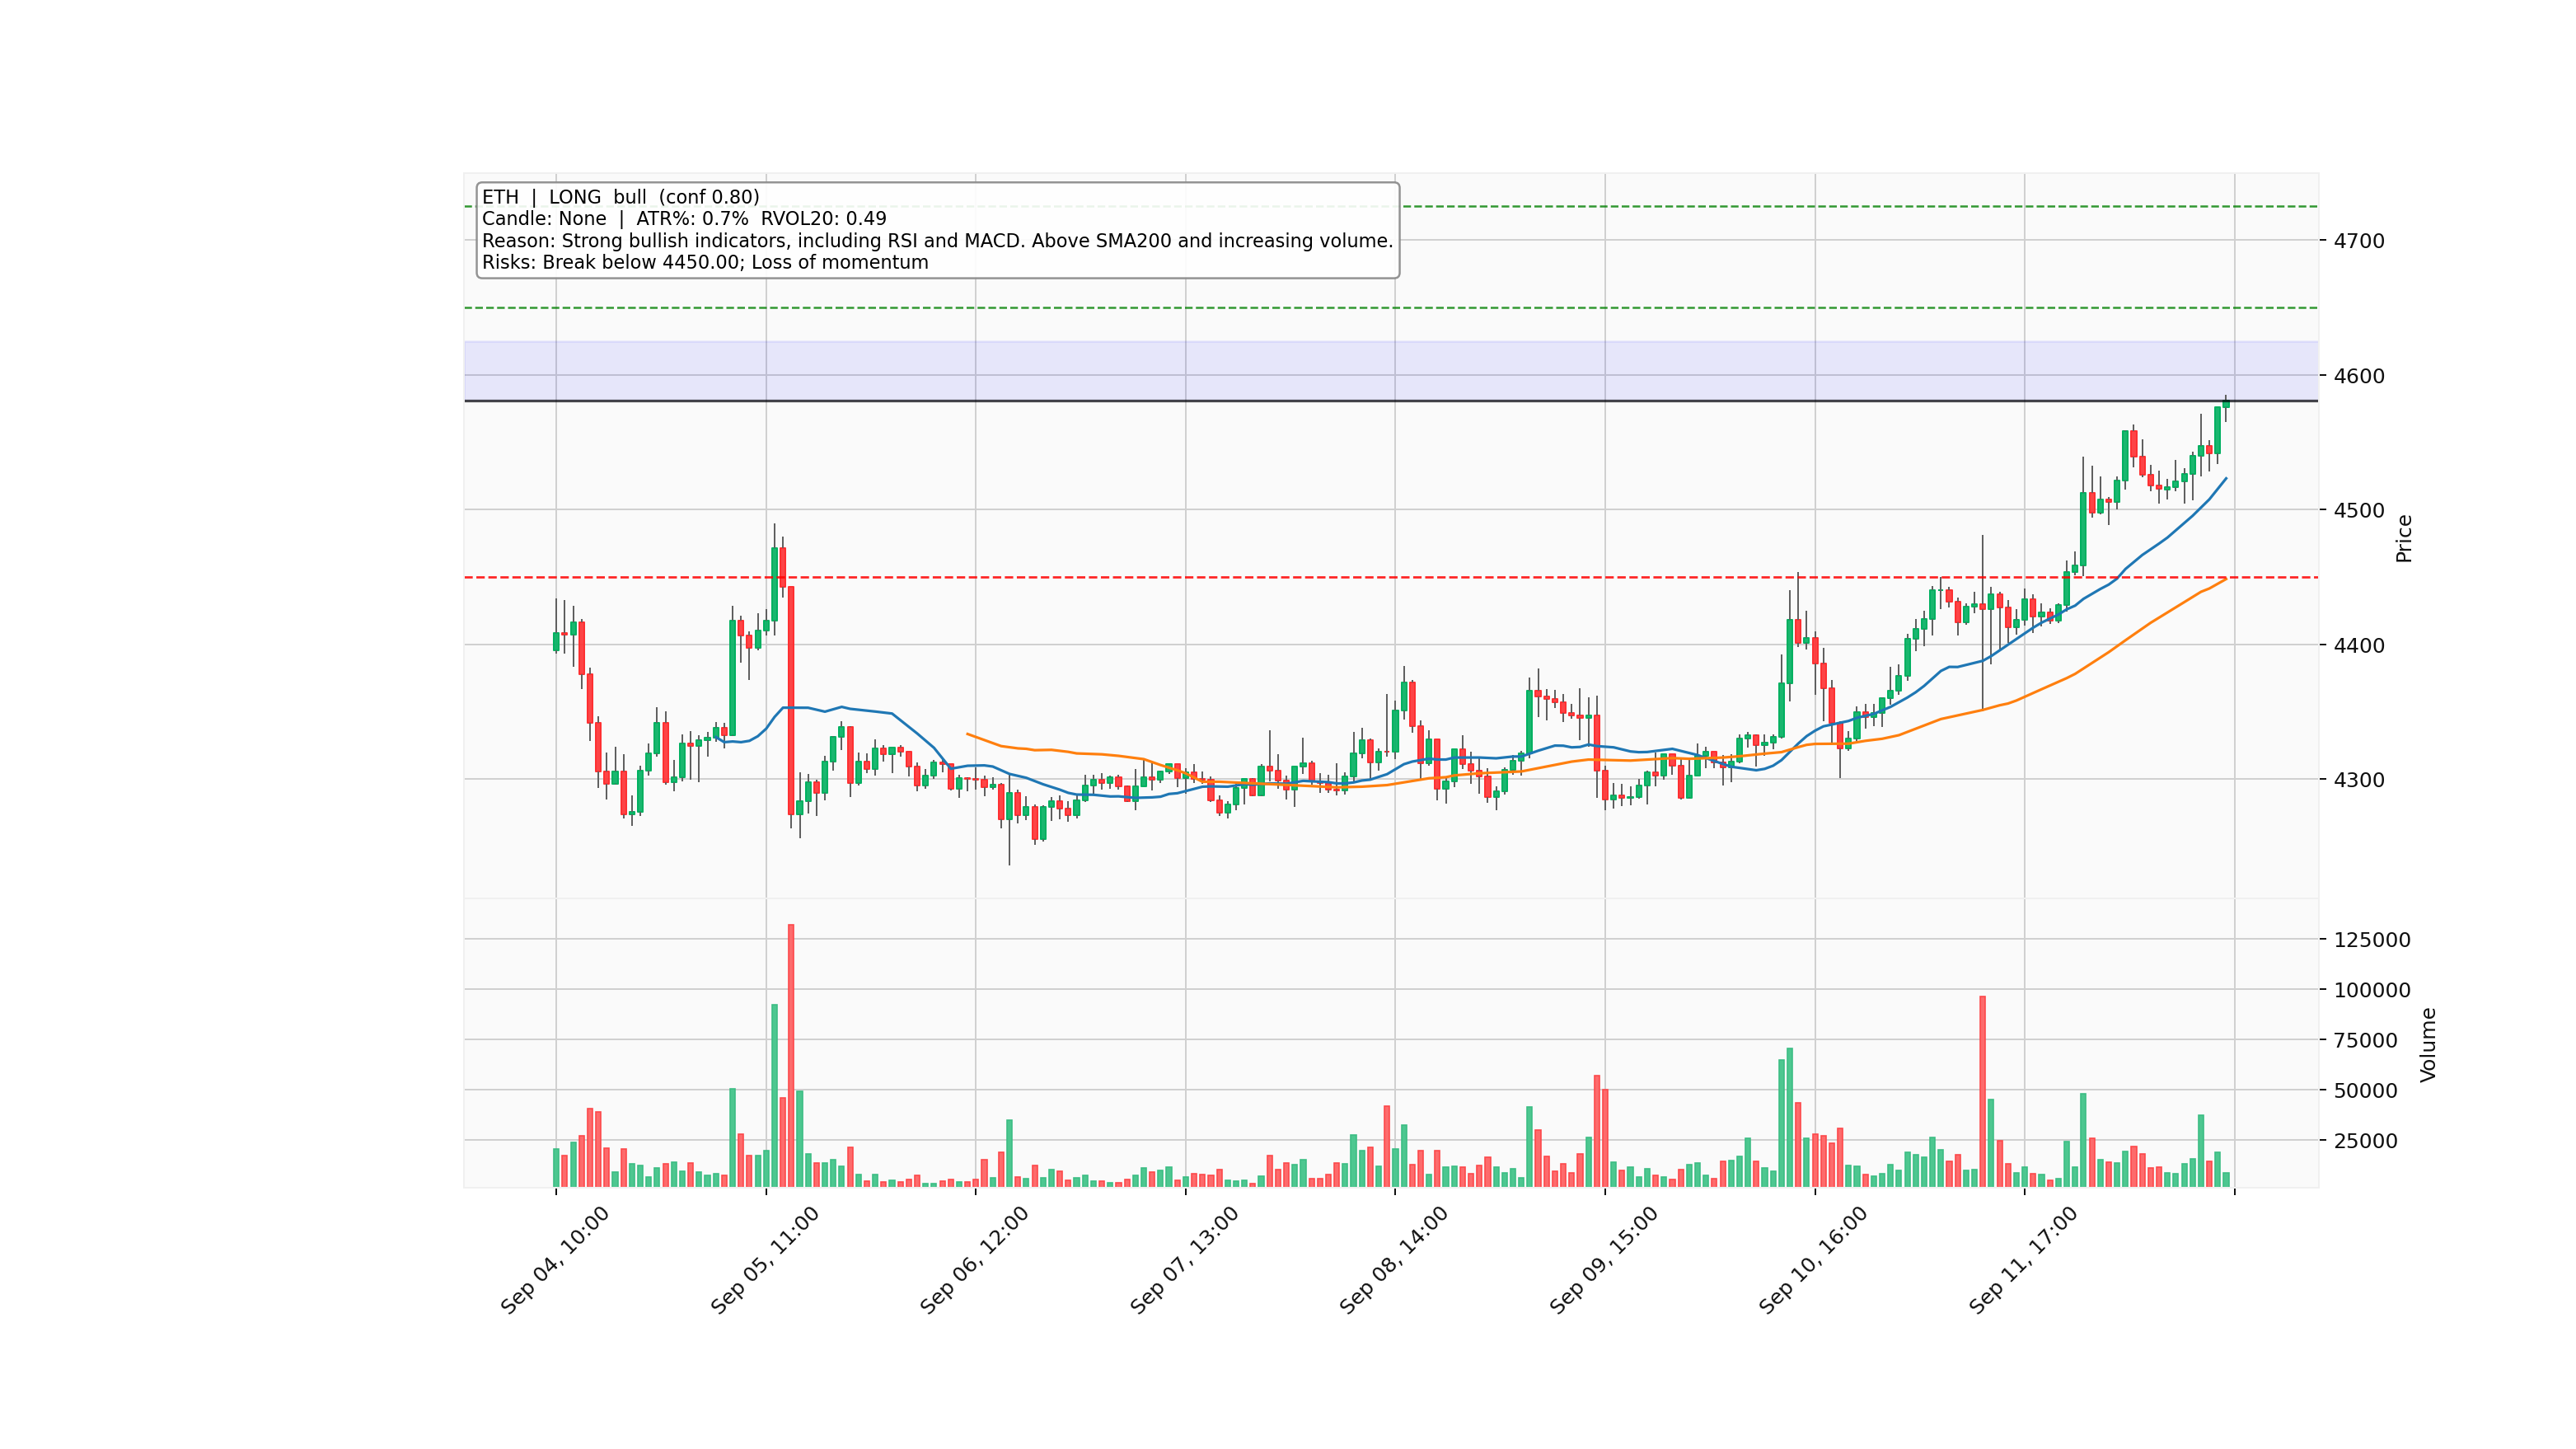 ETH | LONG bull (conf 0.80)
Candle: None | ATR%: 0.7% RVOL20: 0.49
Reason: Strong bullish indicators, including RSI and MACD. Above SMA200 and increasing volume.
Risks: Break below 4450.00; Loss of momentum
4700
4600
4500
4400
4300
Price
125000
100000
75000
50000
25000
Volume
Sep 04, 10:00
Sep 05, 11:00
Sep 06, 12:00
Sep 07, 13:00
Sep 08, 14:00
Sep 09, 15:00
Sep 10, 16:00
Sep 11, 17:00